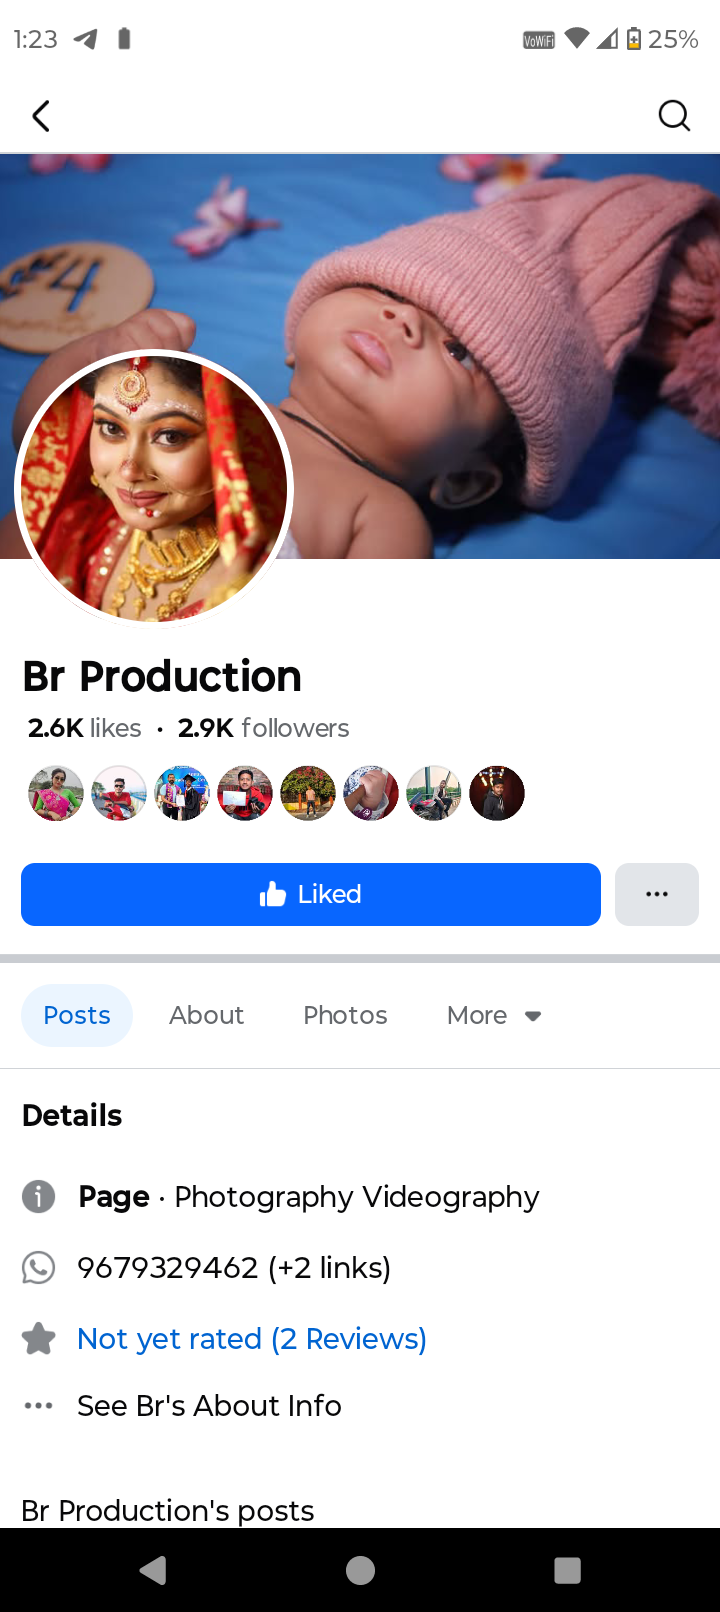 1:23
VoWiFi
25%
4
Br Production
2.6K likes · 2.9K followers
Liked
Posts About Photos More
Details
Page · Photography Videography
9679329462 (+2 links)
Not yet rated (2 Reviews)
See Br's About Info
Br Production's posts